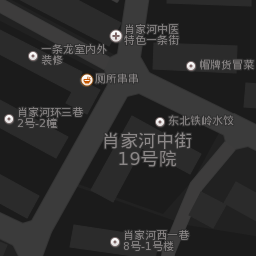 肖家河中医
特色一条街
一条龙室内外
装修
帽牌货冒菜
厕所串串
肖家河环三巷
2号-2幢
东北铁岭水饺
肖家河中街
19号院
肖家河西一巷
8号-1号楼